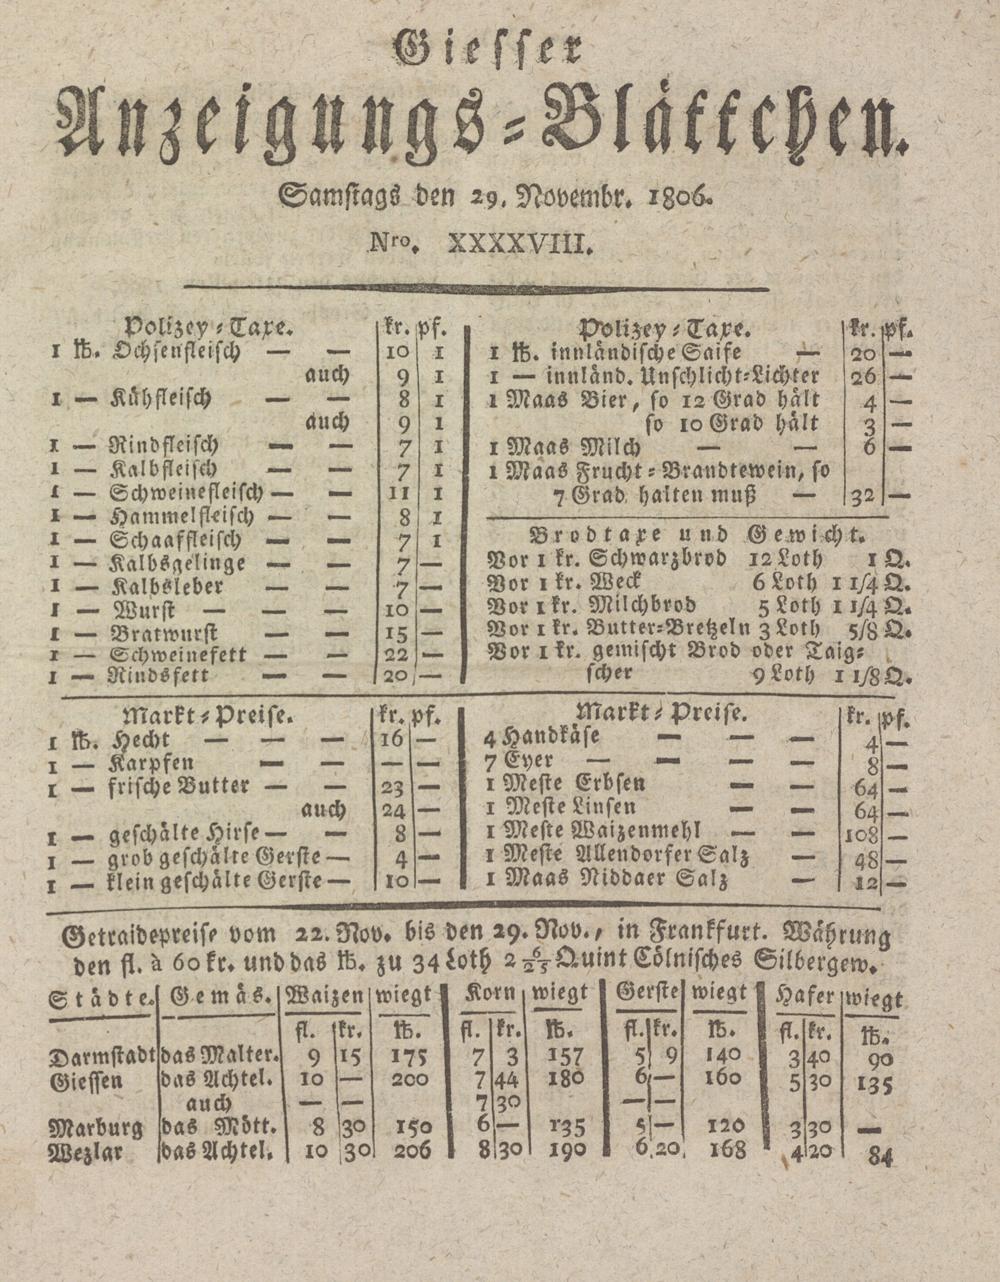 Giesser
Anzeigungs-Blättchen.
Samstags den 29. Novembr. 1806.
Nro. XXXXVIII.
Polizey-Taxe. kr. pf.
1 ℔. Ochsenfleisch — — 10 1
auch 9 1
1 — Kühfleisch — — 8 1
auch 9 1
1 — Rindfleisch — — 7 1
1 — Kalbfleisch — — 7 1
1 — Schweinefleisch — — 11 1
1 — Hammelfleisch — — 8 1
1 — Schaaffleisch — — 7 1
1 — Kalbsgelinge — — 7 —
1 — Kalbsleber — — 7 —
1 — Wurst — — — 10 —
1 — Bratwurst — — 15 —
1 — Schweinefett — — 22 —
1 — Rindsfett — — 20 —
Polizey-Taxe. kr. pf.
1 ℔. innländische Saife — 20 —
1 — innländ. Unschlicht-Lichter 26 —
1 Maas Bier, so 12 Grad hält 4 —
so 10 Grad hält 3 —
1 Maas Milch — — 6 —
1 Maas Frucht-Brandtewein, so
7 Grad halten muß — 32 —
Brodtaxe und Gewicht.
Vor 1 kr. Schwarzbrod 12 Loth 1 Q.
Vor 1 kr. Weck 6 Loth 1 1/4 Q.
Vor 1 kr. Milchbrod 5 Loth 1 1/4 Q.
Vor 1 kr. Butter-Bretzeln 3 Loth 5/8 Q.
Vor 1 kr. gemischt Brod oder Taig-
scher 9 Loth 1 1/8 Q.
Markt-Preise. kr. pf.
1 ℔. Hecht — — — 16 —
1 — Karpfen — — — —
1 — frische Butter — — 23 —
auch 24 —
1 — geschälte Hirse — — 8 —
1 — grob geschälte Gerste — 4 —
1 — klein geschälte Gerste — 10 —
Markt-Preise. kr. pf.
4 Handkäse — — — 4 —
7 Eyer — — — — 8 —
1 Meste Erbsen — — 64 —
1 Meste Linsen — — 64 —
1 Meste Waizenmehl — — 108 —
1 Meste Allendorfer Salz — 48 —
1 Maas Niddaer Salz — 12 —
Getraidepreise vom 22. Nov. bis den 29. Nov., in Frankfurt. Währung
den fl. à 60 kr. und das ℔. zu 34 Loth 2 6/25 Quint Cölnisches Silbergew.
Städte. Gemäs. Waizen wiegt Korn wiegt Gerste wiegt Hafer wiegt
fl. kr. ℔. fl. kr. ℔. fl. kr. ℔. fl. kr. ℔.
Darmstadt das Malter. 9 15 175 7 3 157 5 9 140 3 40 90
Giessen das Achtel. 10 — 200 7 44 180 6 — 160 5 30 135
auch — — 7 30 — —
Marburg das Mött. 8 30 150 6 — 135 5 — 120 3 30 —
Wezlar das Achtel. 10 30 206 8 30 190 6 20 168 4 20 84